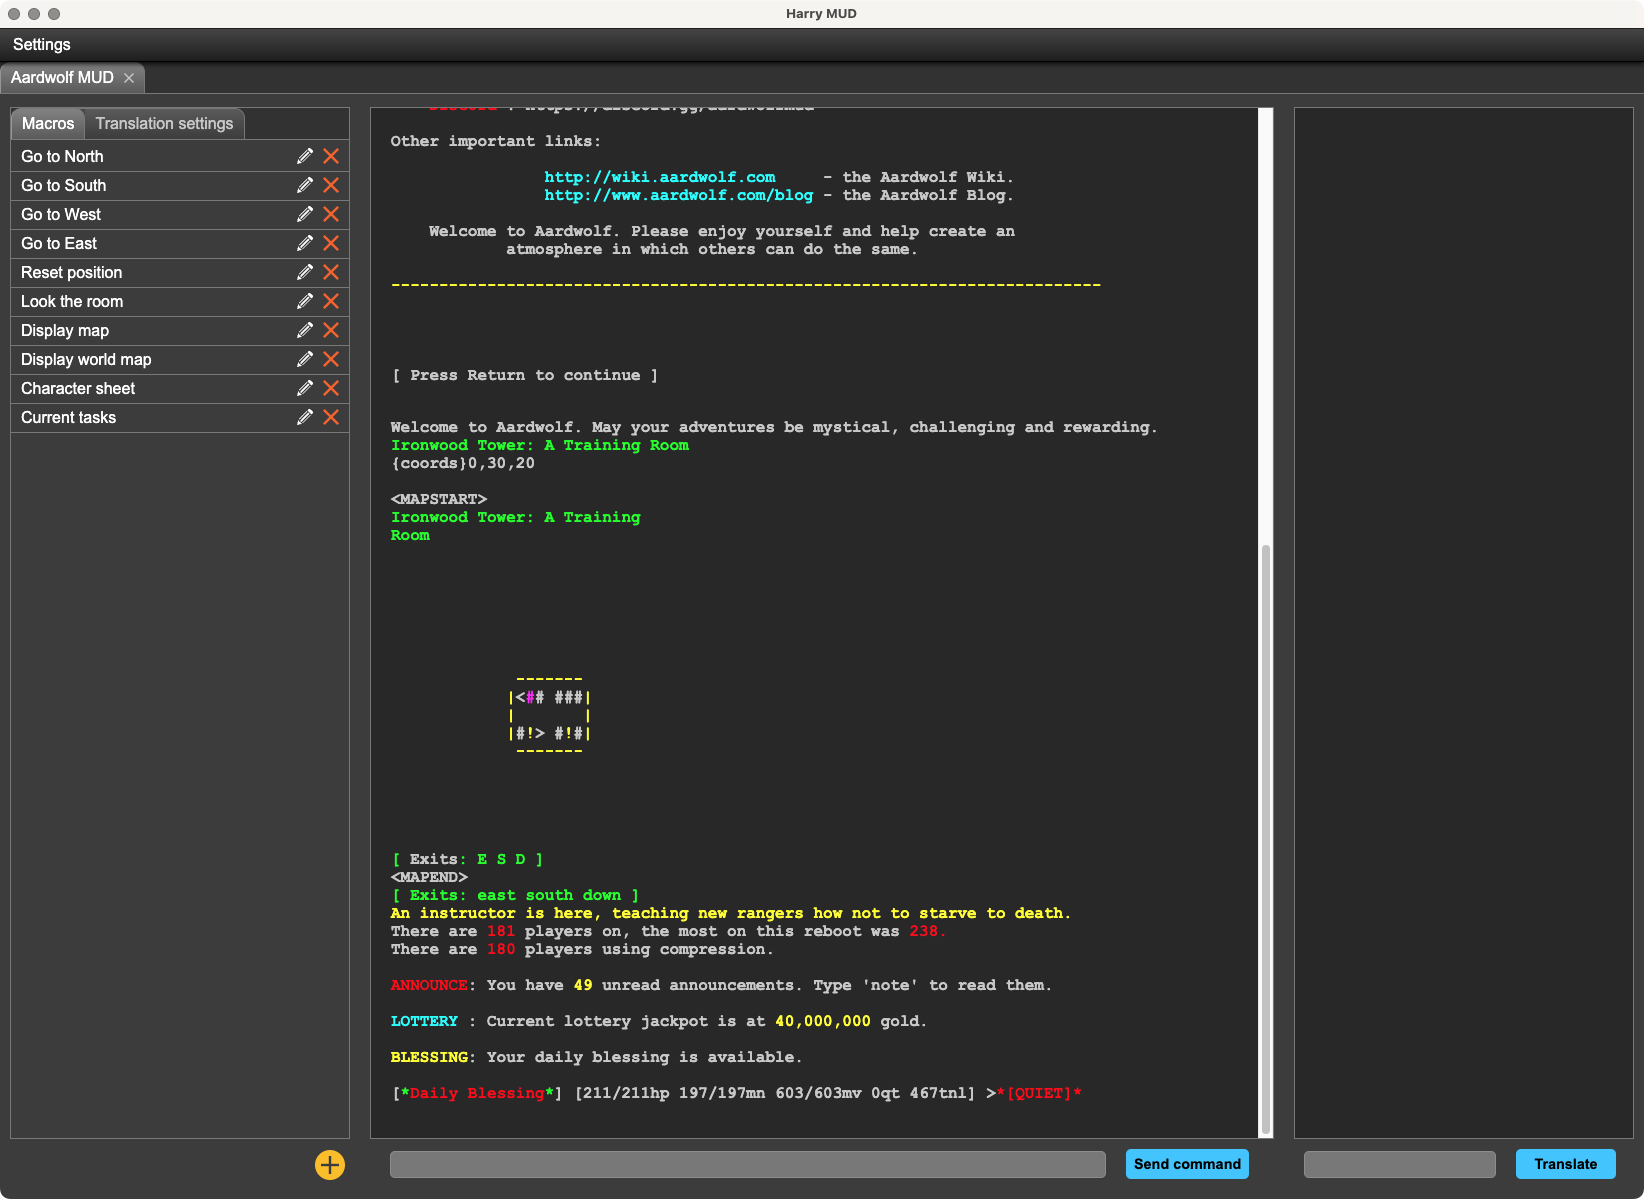 Harry MUD
Settings
Aardwolf MUD
Macros
Translation settings
Go to North
Go to South
Go to West
Go to East
Reset position
Look the room
Display map
Display world map
Character sheet
Current tasks
Other important links:
http://wiki.aardwolf.com - the Aardwolf Wiki.
http://www.aardwolf.com/blog - the Aardwolf Blog.
Welcome to Aardwolf. Please enjoy yourself and help create an
atmosphere in which others can do the same.
--------------------------------------------------------------------------
[ Press Return to continue ]
Welcome to Aardwolf. May your adventures be mystical, challenging and rewarding.
Ironwood Tower: A Training Room
{coords}0,30,20
<MAPSTART>
Ironwood Tower: A Training
Room
-------
|<## ###|
|       |
|#!> #!#|
-------
[ Exits: E S D ]
<MAPEND>
[ Exits: east south down ]
An instructor is here, teaching new rangers how not to starve to death.
There are 181 players on, the most on this reboot was 238.
There are 180 players using compression.
ANNOUNCE: You have 49 unread announcements. Type 'note' to read them.
LOTTERY : Current lottery jackpot is at 40,000,000 gold.
BLESSING: Your daily blessing is available.
[*Daily Blessing*] [211/211hp 197/197mn 603/603mv 0qt 467tnl] >*[QUIET]*
Send command
Translate